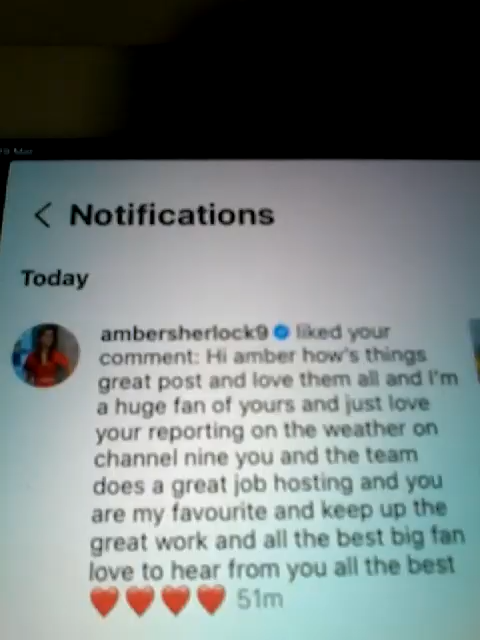 Notifications
Today
ambersherlock9 liked your
comment: Hi amber how's things
great post and love them all and I'm
a huge fan of yours and just love
your reporting on the weather on
channel nine you and the team
does a great job hosting and you
are my favourite and keep up the
great work and all the best big fan
love to hear from you all the best
❤️❤️❤️❤️ 51m